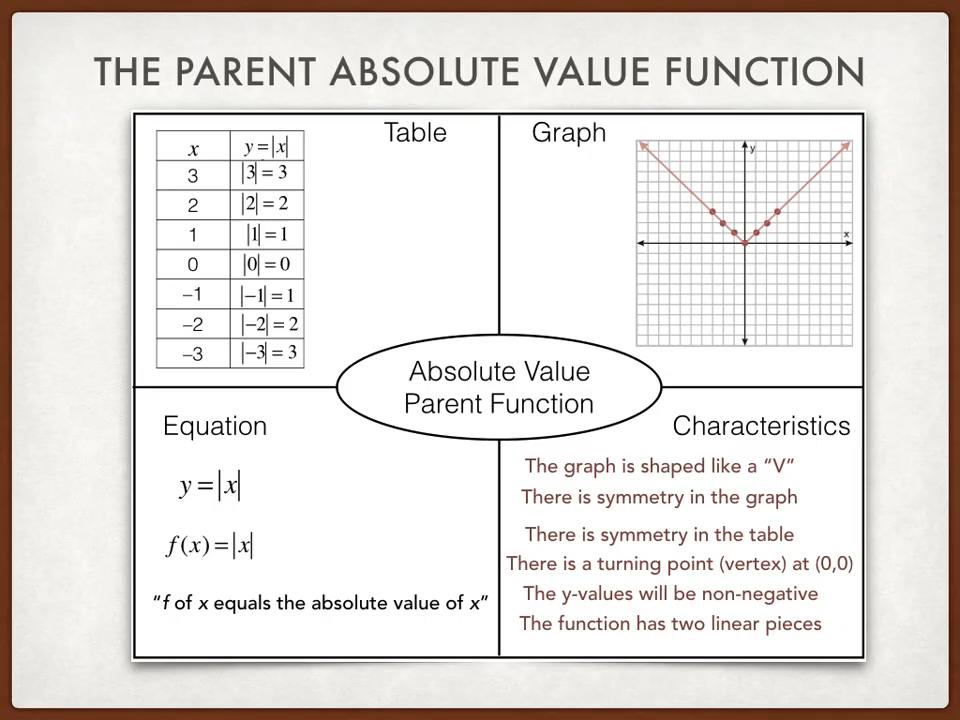 THE PARENT ABSOLUTE VALUE FUNCTION
Table
x y = |x|
3 |3| = 3
2 |2| = 2
1 |1| = 1
0 |0| = 0
−1 |−1| = 1
−2 |−2| = 2
−3 |−3| = 3
Graph
y
x
Absolute Value
Parent Function
Equation
y = |x|
f(x) = |x|
“f of x equals the absolute value of x”
Characteristics
The graph is shaped like a “V”
There is symmetry in the graph
There is symmetry in the table
There is a turning point (vertex) at (0,0)
The y-values will be non-negative
The function has two linear pieces